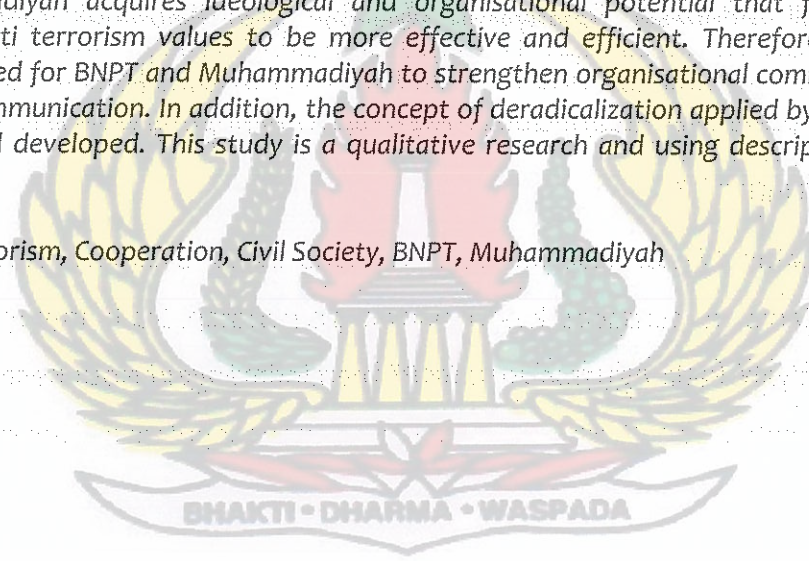 adiyah acquires ideological and organisational potential that f
ti terrorism values to be more effective and efficient. Therefor
ed for BNPT and Muhammadiyah to strengthen organisational com
mmunication. In addition, the concept of deradicalization applied by
d developed. This study is a qualitative research and using descrip
orism, Cooperation, Civil Society, BNPT, Muhammadiyah
BHAKTI • DHARMA • WASPADA